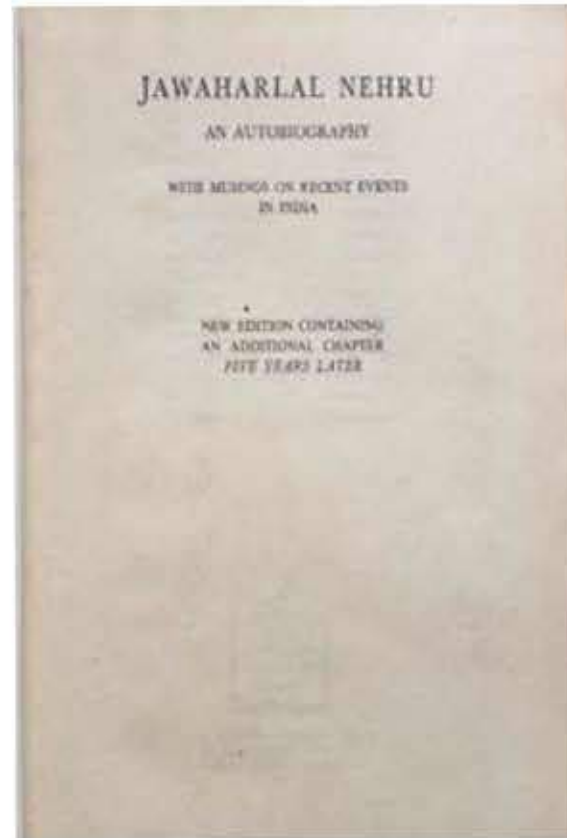 JAWAHARLAL NEHRU
AN AUTOBIOGRAPHY
WITH MUSINGS ON RECENT EVENTS
IN INDIA
NEW EDITION CONTAINING
AN ADDITIONAL CHAPTER
FIVE YEARS LATER